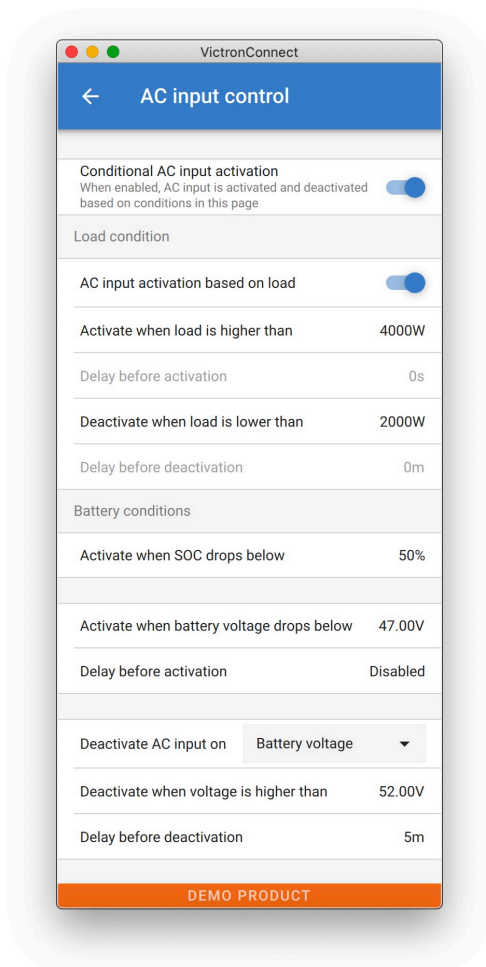 VictronConnect
AC input control
Conditional AC input activation
When enabled, AC input is activated and deactivated
based on conditions in this page
Load condition
AC input activation based on load
Activate when load is higher than 4000W
Delay before activation 0s
Deactivate when load is lower than 2000W
Delay before deactivation 0m
Battery conditions
Activate when SOC drops below 50%
Activate when battery voltage drops below 47.00V
Delay before activation Disabled
Deactivate AC input on Battery voltage
Deactivate when voltage is higher than 52.00V
Delay before deactivation 5m
DEMO PRODUCT